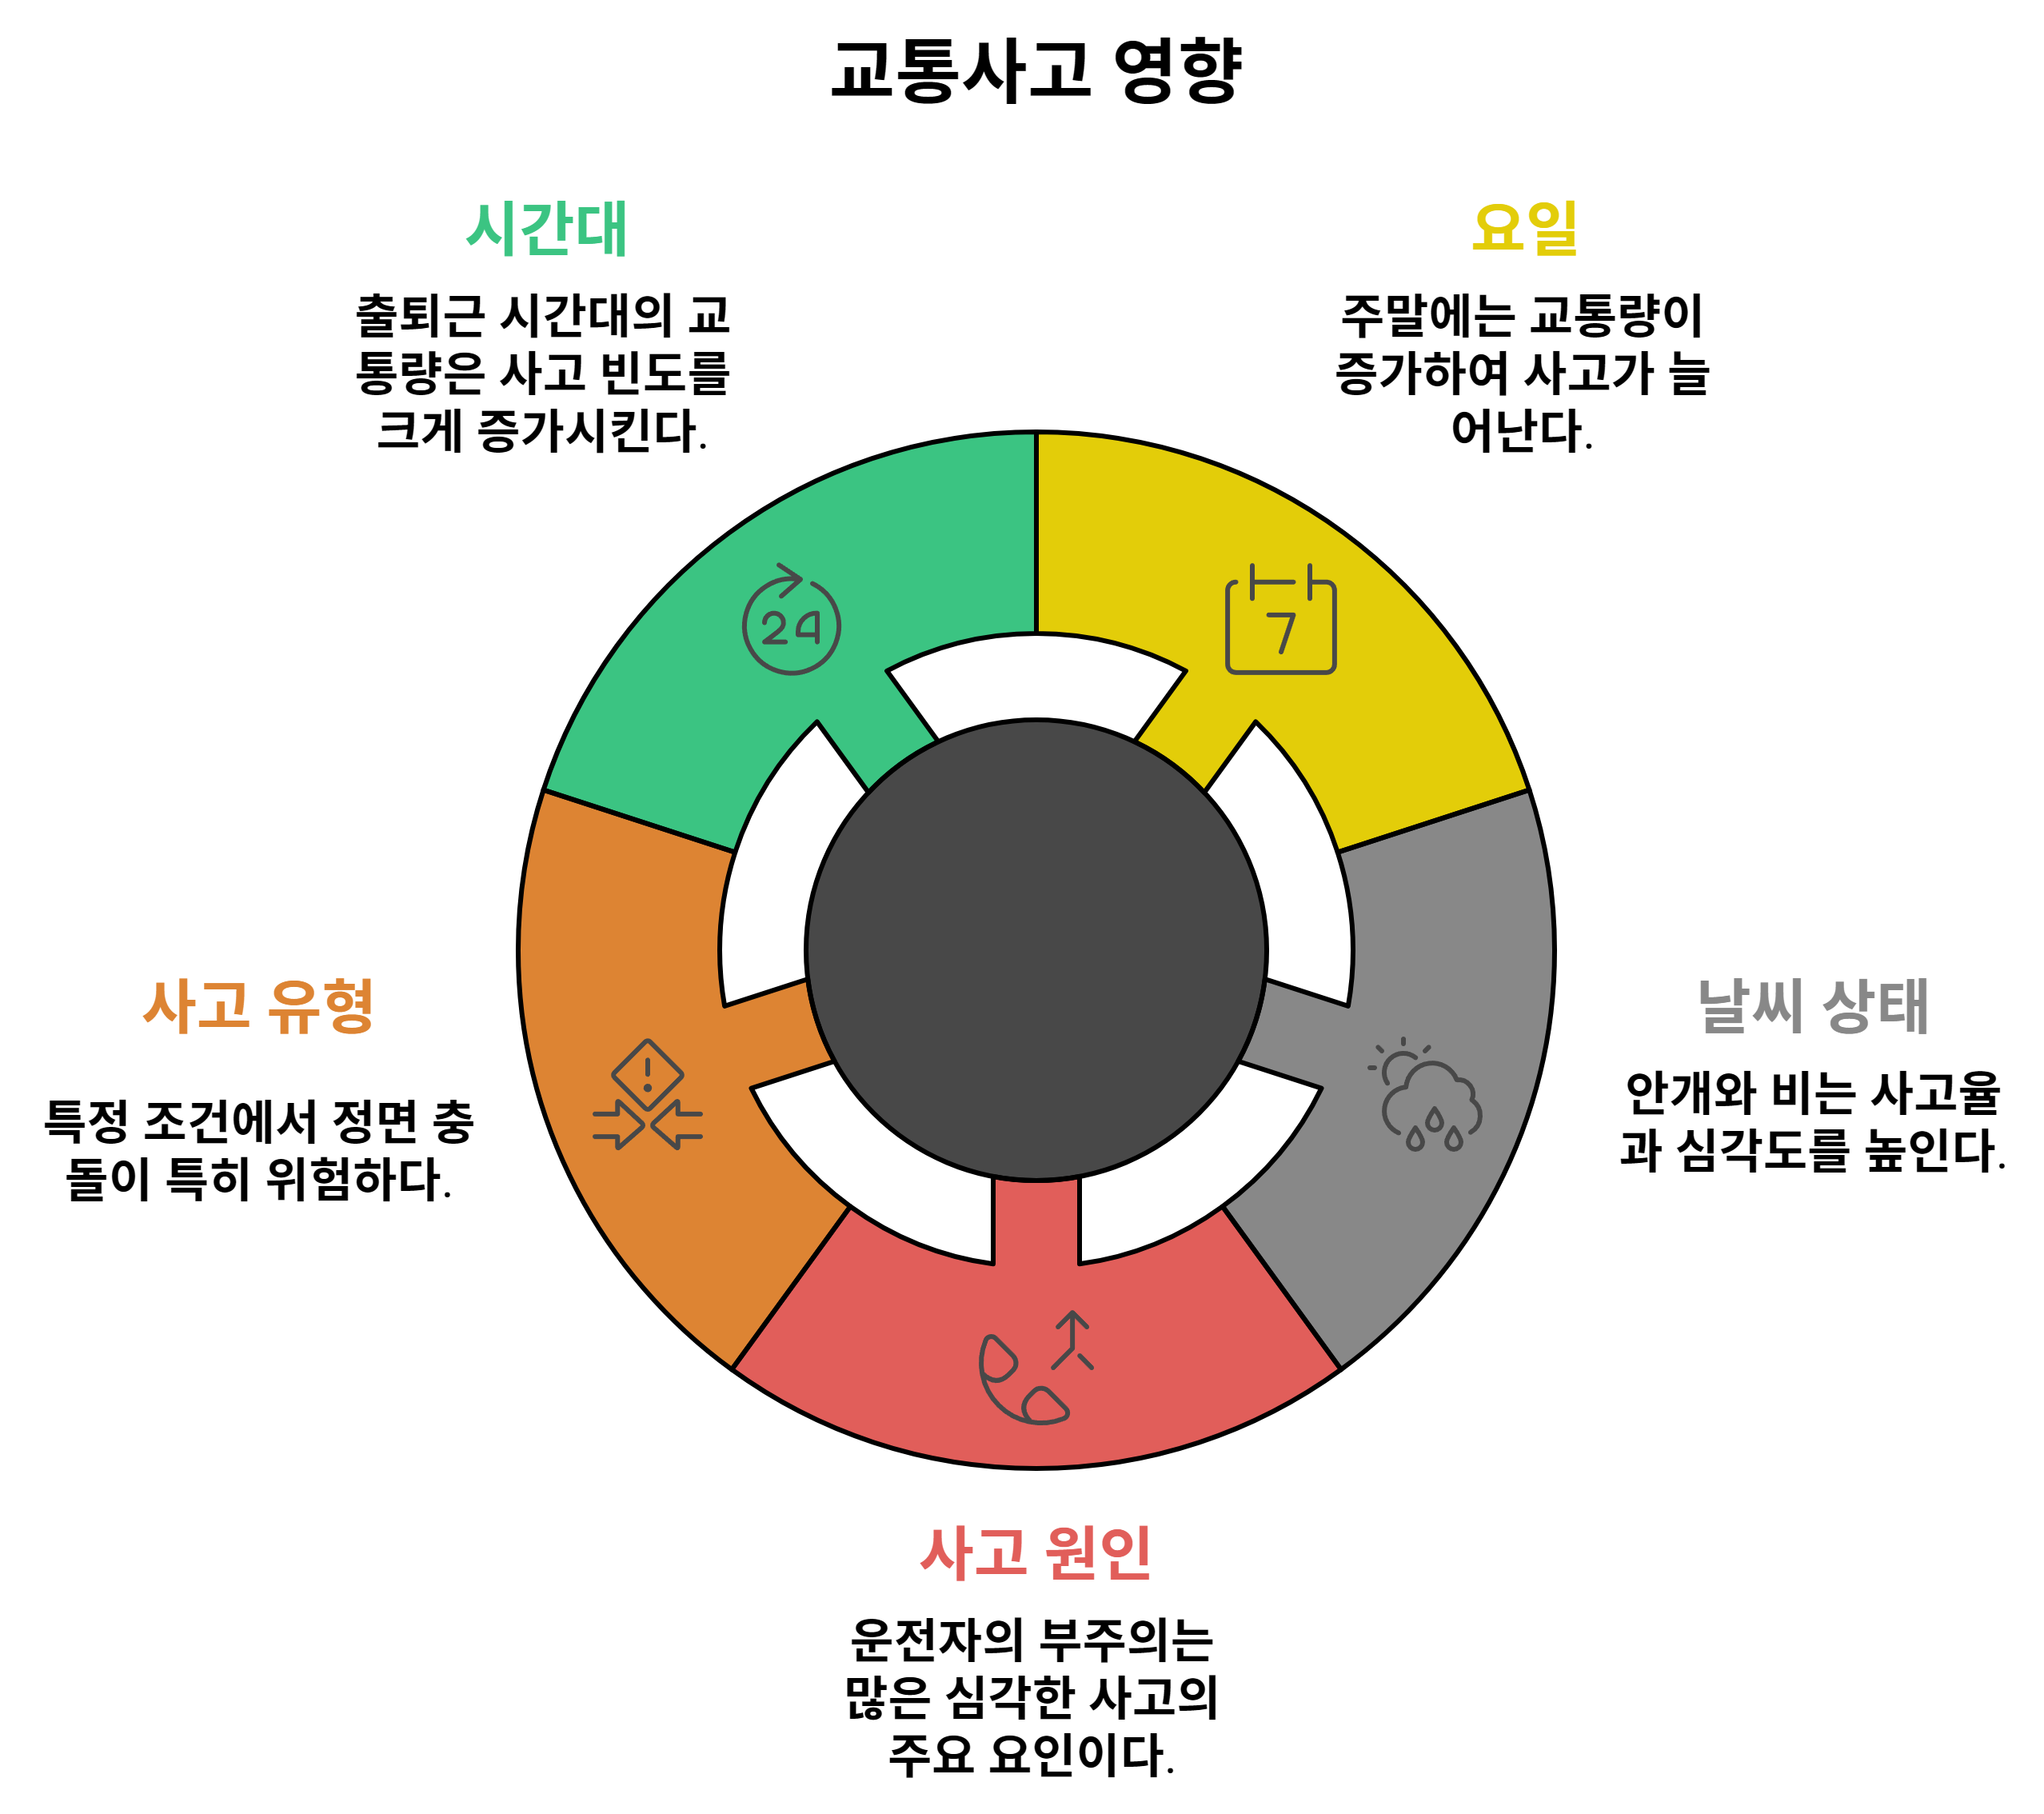 교통사고 영향
시간대
출퇴근 시간대의 교
통량은 사고 빈도를
크게 증가시킨다.
요일
주말에는 교통량이
증가하여 사고가 늘
어난다.
24
7
사고 유형
특정 조건에서 정면 충
돌이 특히 위험하다.
날씨 상태
안개와 비는 사고율
과 심각도를 높인다.
사고 원인
운전자의 부주의는
많은 심각한 사고의
주요 요인이다.